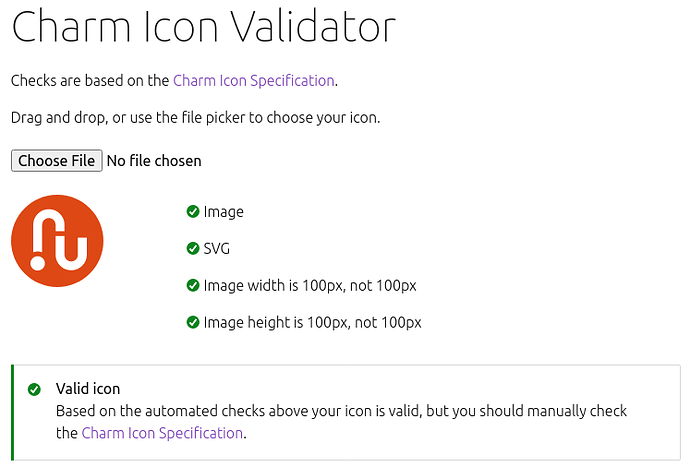 Charm Icon Validator
Checks are based on the Charm Icon Specification.
Drag and drop, or use the file picker to choose your icon.
Choose File No file chosen
Image
SVG
Image width is 100px, not 100px
Image height is 100px, not 100px
Valid icon
Based on the automated checks above your icon is valid, but you should manually check
the Charm Icon Specification.